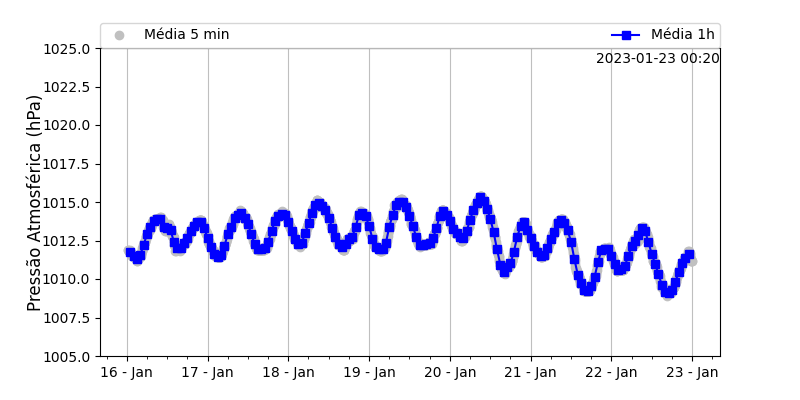 Média 5 min
Média 1h
2023-01-23 00:20
Pressão Atmosférica (hPa)
1025.0
1022.5
1020.0
1017.5
1015.0
1012.5
1010.0
1007.5
1005.0
16 - Jan
17 - Jan
18 - Jan
19 - Jan
20 - Jan
21 - Jan
22 - Jan
23 - Jan